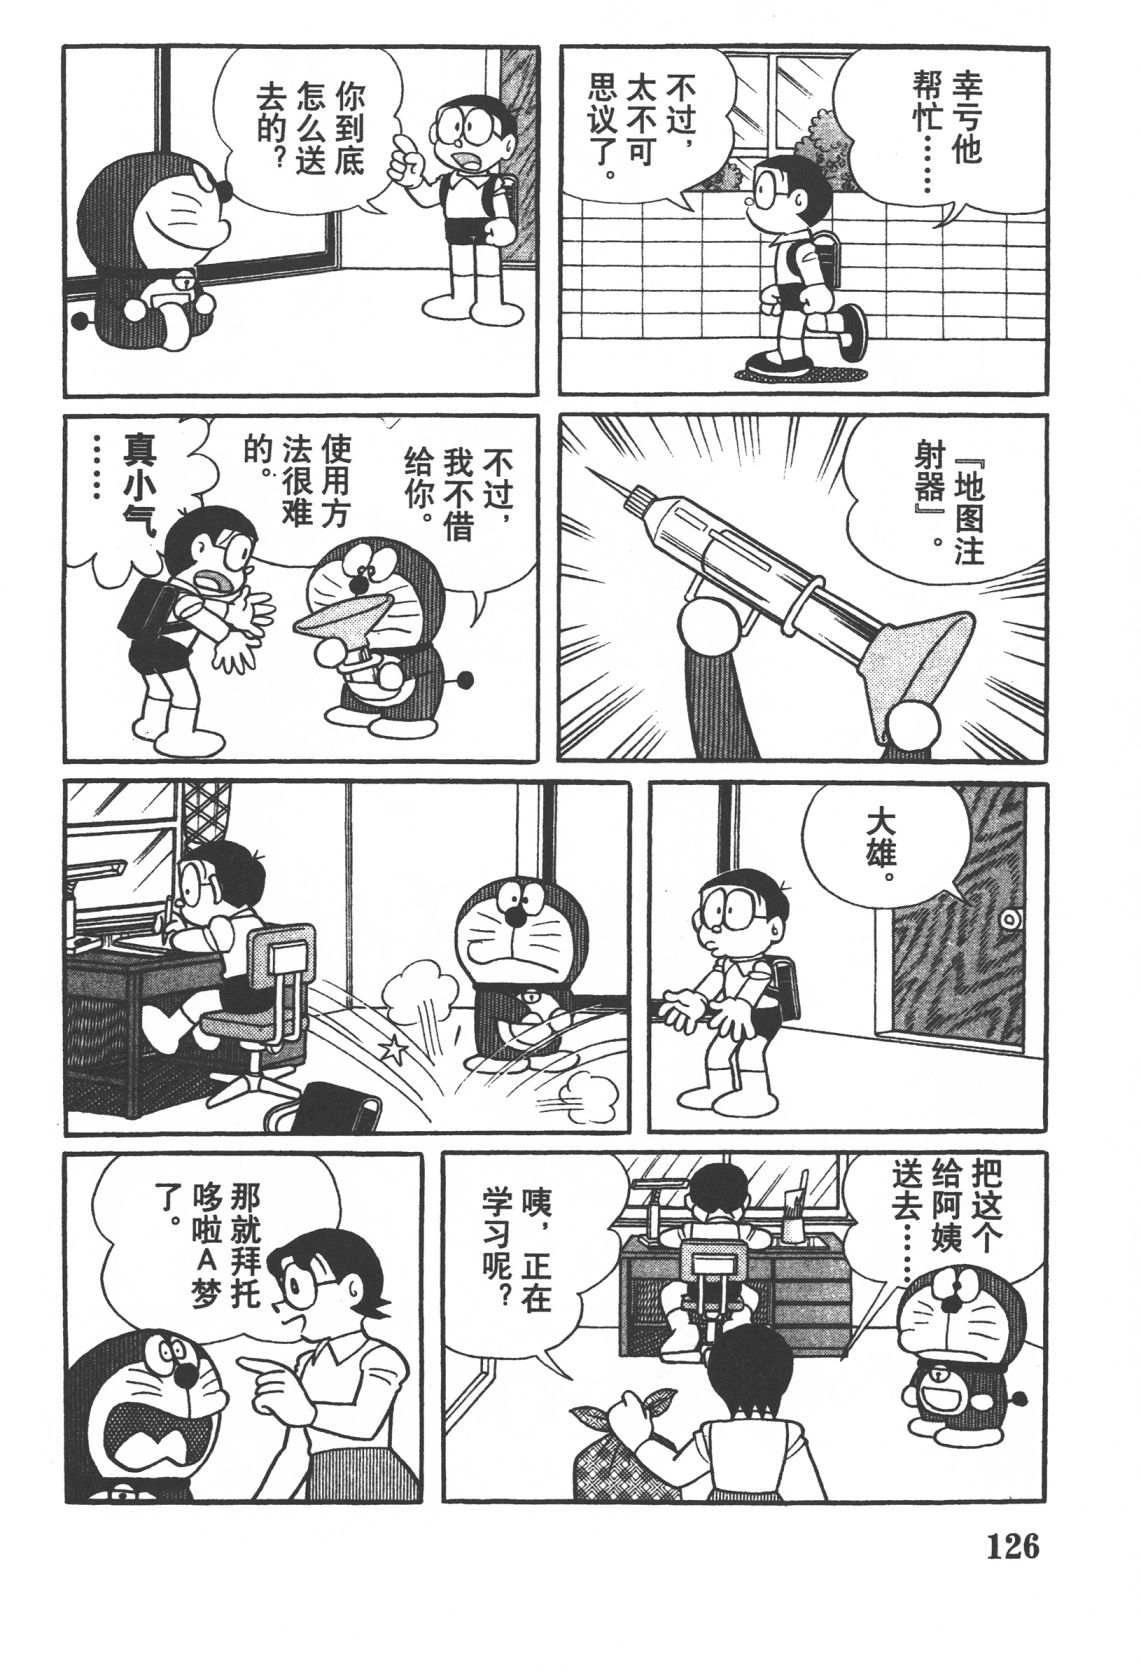 幸亏他
帮忙……
不过，
太不可
思议了。
你到底
怎么送
去的？
『地图注
射器』。
不过，
我不借
给你。
使用方
法很难
的。
真小气
……
大雄。
把这个
给阿姨
送去……
咦，正在
学习呢？
那就拜托
哆啦A梦
了。
126